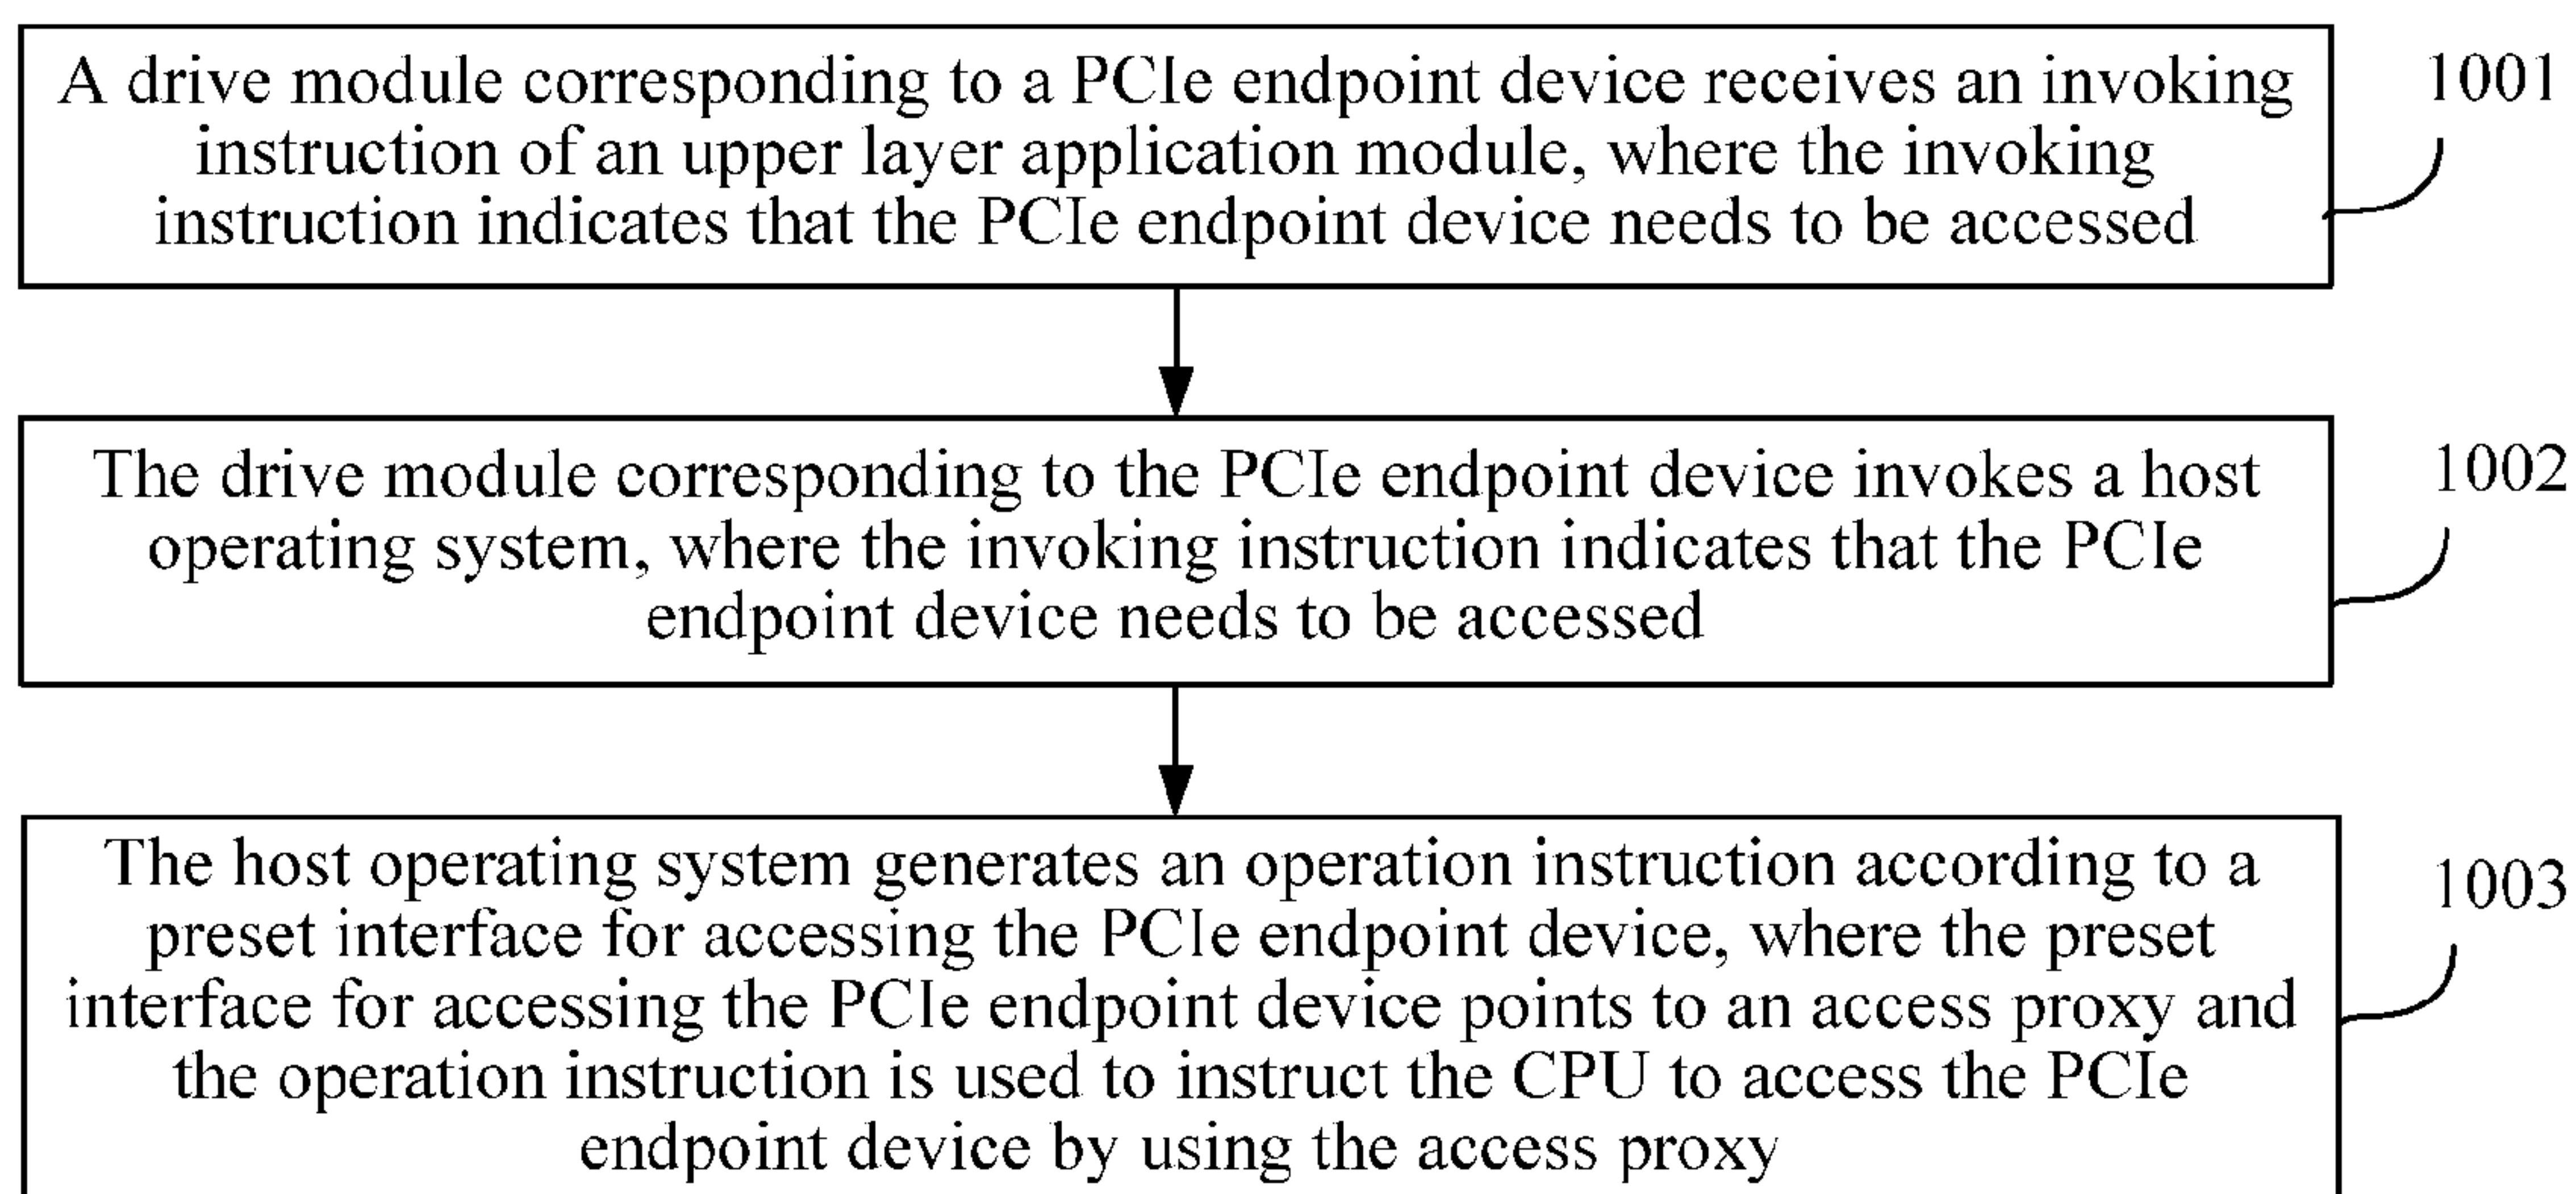 A drive module corresponding to a PCIe endpoint device receives an invoking
instruction of an upper layer application module, where the invoking
instruction indicates that the PCIe endpoint device needs to be accessed
1001
The drive module corresponding to the PCIe endpoint device invokes a host
operating system, where the invoking instruction indicates that the PCIe
endpoint device needs to be accessed
1002
The host operating system generates an operation instruction according to a
preset interface for accessing the PCIe endpoint device, where the preset
interface for accessing the PCIe endpoint device points to an access proxy and
the operation instruction is used to instruct the CPU to access the PCIe
endpoint device by using the access proxy
1003